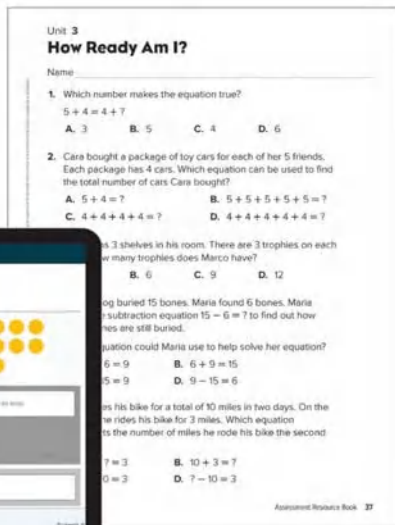 Unit 3
How Ready Am I?
Name
1. Which number makes the equation true?
5 + 4 = 4 + ?
A. 3 B. 5 C. 4 D. 6
2. Cara bought a package of toy cars for each of her 5 friends.
Each package has 4 cars. Which equation can be used to find
the total number of cars Cara bought?
A. 5 + 4 = ? B. 5 + 5 + 5 + 5 + 5 = ?
C. 4 + 4 + 4 + 4 = ? D. 4 + 4 + 4 + 4 + 4 = ?
3 shelves in his room. There are 3 trophies on each
many trophies does Marco have?
B. 6 C. 9 D. 12
buried 15 bones. Maria found 6 bones. Maria
subtraction equation 15 − 6 = ? to find out how
are still buried.
equation could Maria use to help solve her equation?
6 = 9 B. 6 + 9 = 15
= 9 D. 9 − 15 = 6
his bike for a total of 10 miles in two days. On the
he rides his bike for 3 miles. Which equation
the number of miles he rode his bike the second
? = 3 B. 10 + 3 = ?
= 3 D. ? − 10 = 3
Assessment Resource Book 37